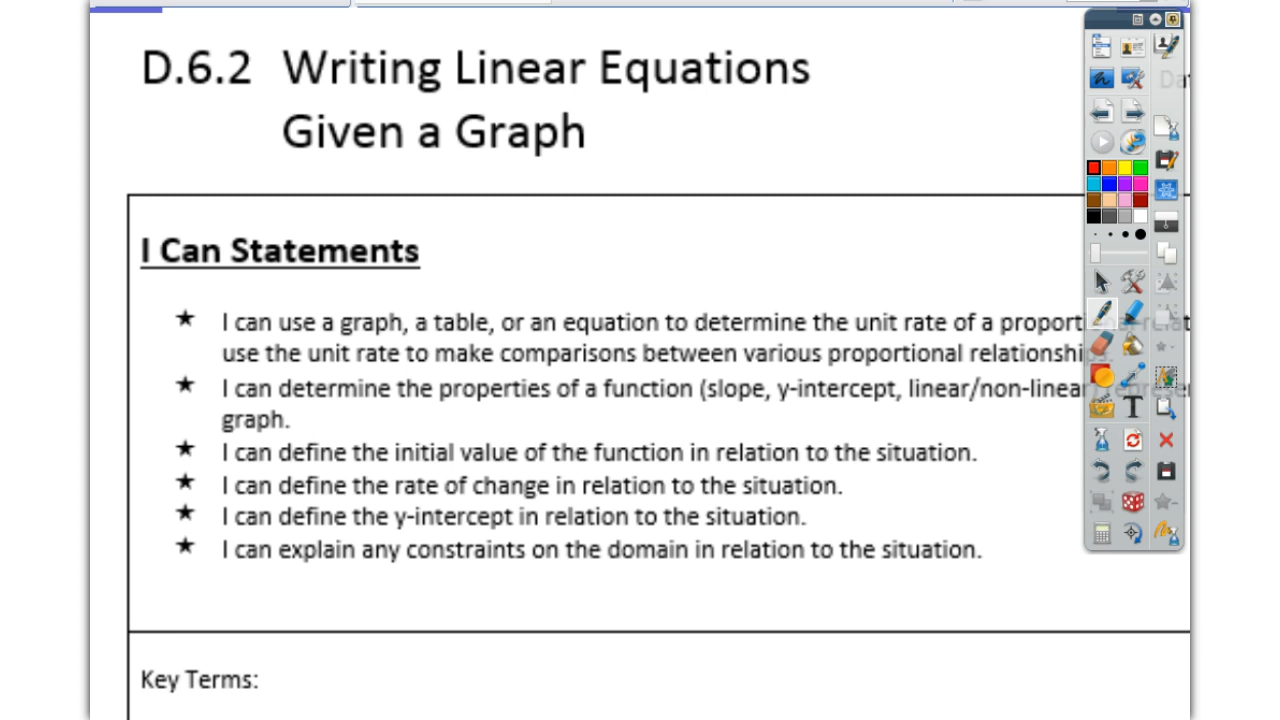 D.6.2 Writing Linear Equations
Given a Graph
I Can Statements
★ I can use a graph, a table, or an equation to determine the unit rate of a
use the unit rate to make comparisons between various proportional
★ I can determine the properties of a function (slope, y-intercept, linear/non-linear
graph.
★ I can define the initial value of the function in relation to the situation.
★ I can define the rate of change in relation to the situation.
★ I can define the y-intercept in relation to the situation.
★ I can explain any constraints on the domain in relation to the situation.
Key Terms: